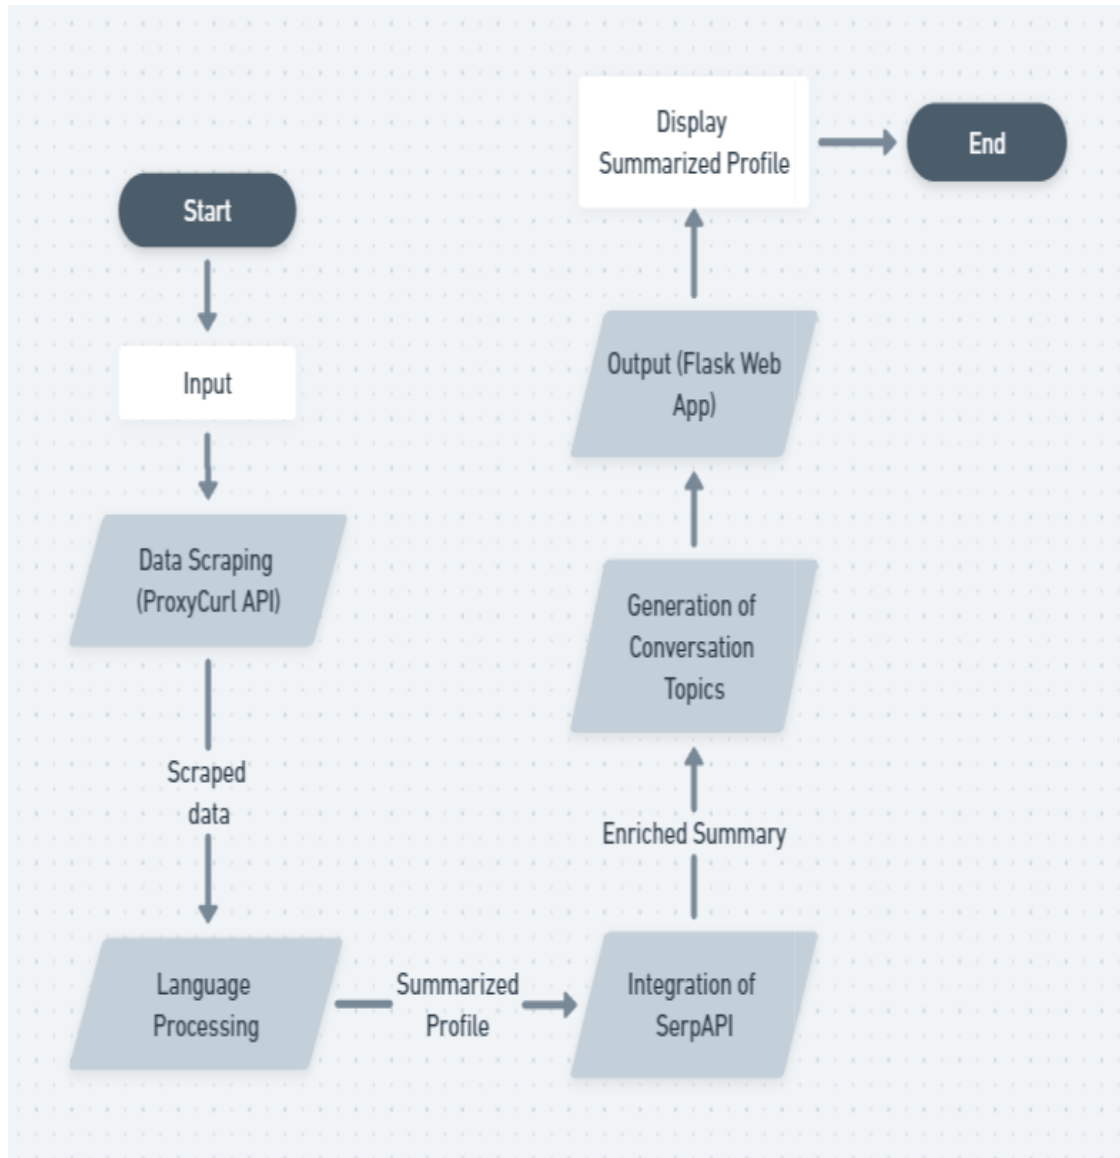 Start
Input
Data Scraping
(ProxyCurl API)
Scraped
data
Language
Processing
Summarized
Profile
Integration of
SerpAPI
Enriched Summary
Generation of
Conversation
Topics
Output (Flask Web
App)
Display
Summarized Profile
End